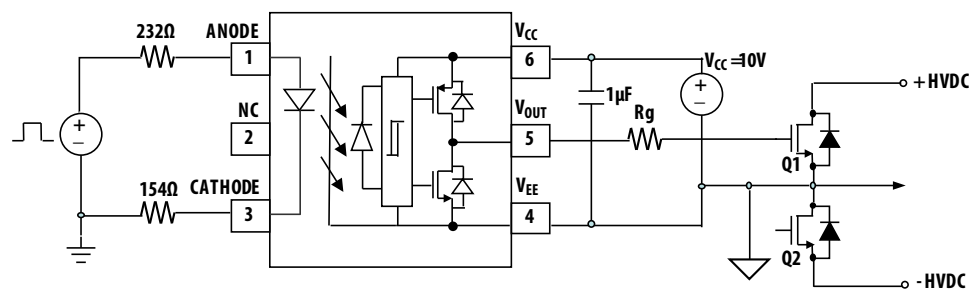 232Ω
ANODE
1
NC
2
154Ω
CATHODE
3
+
−
VCC
6
VOUT
5
VEE
4
1µF
Rg
+
−
VCC=10V
Q1
Q2
+HVDC
-HVDC